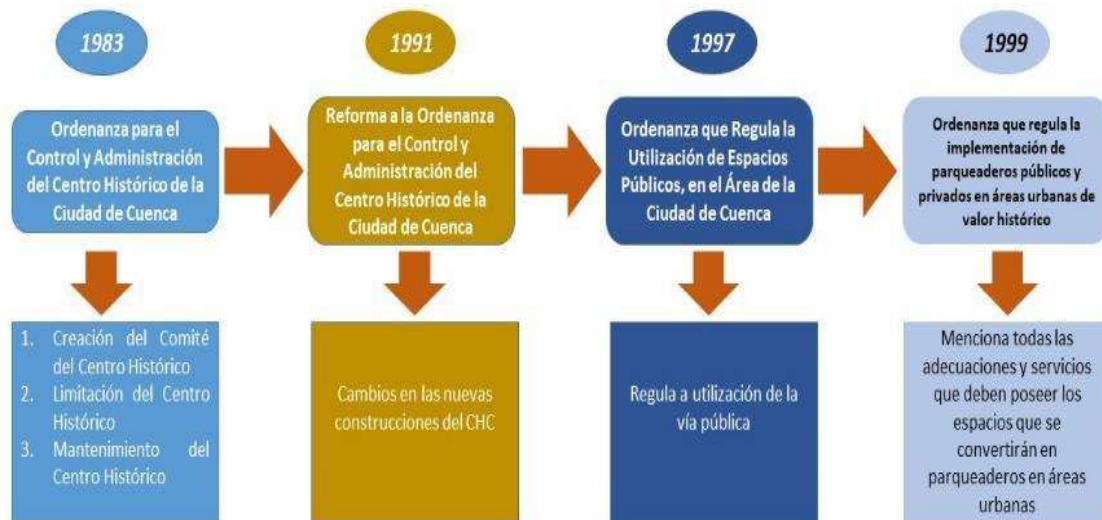 1983
1991
1997
1999
Ordenanza para el
Control y Administración
del Centro Histórico de la
Ciudad de Cuenca
Reforma a la Ordenanza
para el Control y
Administración del
Centro Histórico de la
Ciudad de Cuenca
Ordenanza que Regula la
Utilización de Espacios
Públicos, en el Área de la
Ciudad de Cuenca
Ordenanza que regula la
implementación de
parqueaderos públicos y
privados en áreas urbanas de
valor histórico
1. Creación del Comité
del Centro Histórico
2. Limitación del Centro
Histórico
3. Mantenimiento del
Centro Histórico
Cambios en las nuevas
construcciones del CHC
Regula a utilización de la
vía pública
Menciona todas las
adecuaciones y servicios
que deben poseer los
espacios que se
convertirán en
parqueaderos en áreas
urbanas